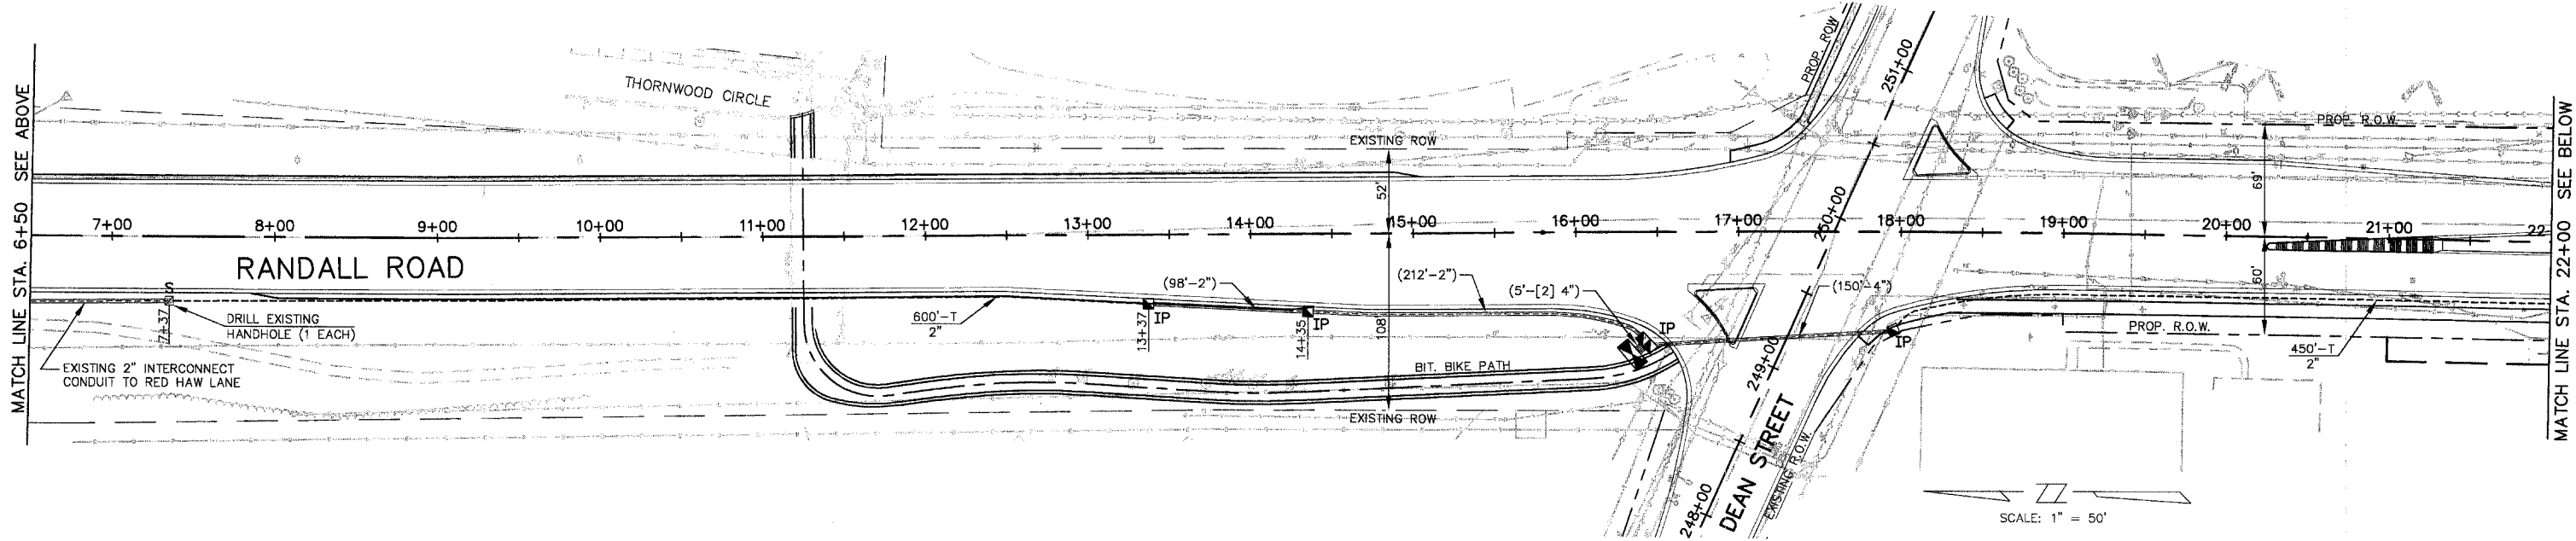 MATCH LINE STA. 6+50 SEE ABOVE
THORNWOOD CIRCLE
PROP. ROW
251+00
EXISTING ROW
PROP. R.O.W.
52'
69'
250+00
7+00 8+00 9+00 10+00 11+00 12+00 13+00 14+00 15+00 16+00 17+00 18+00 19+00 20+00 21+00 22
RANDALL ROAD
S
7+37
DRILL EXISTING
HANDHOLE (1 EACH)
EXISTING 2" INTERCONNECT
CONDUIT TO RED HAW LANE
600'-T
2"
(98'-2")
(212'-2")
(5'-[2] 4")
(150'-4")
60'
13+37
IP
14+35
IP
108'
IP
IP
PROP. R.O.W.
450'-T
2"
BIT. BIKE PATH
EXISTING ROW
249+00
248+00
DEAN STREET
EXISTING R.O.W.
Z
SCALE: 1" = 50'
MATCH LINE STA. 22+00 SEE BELOW